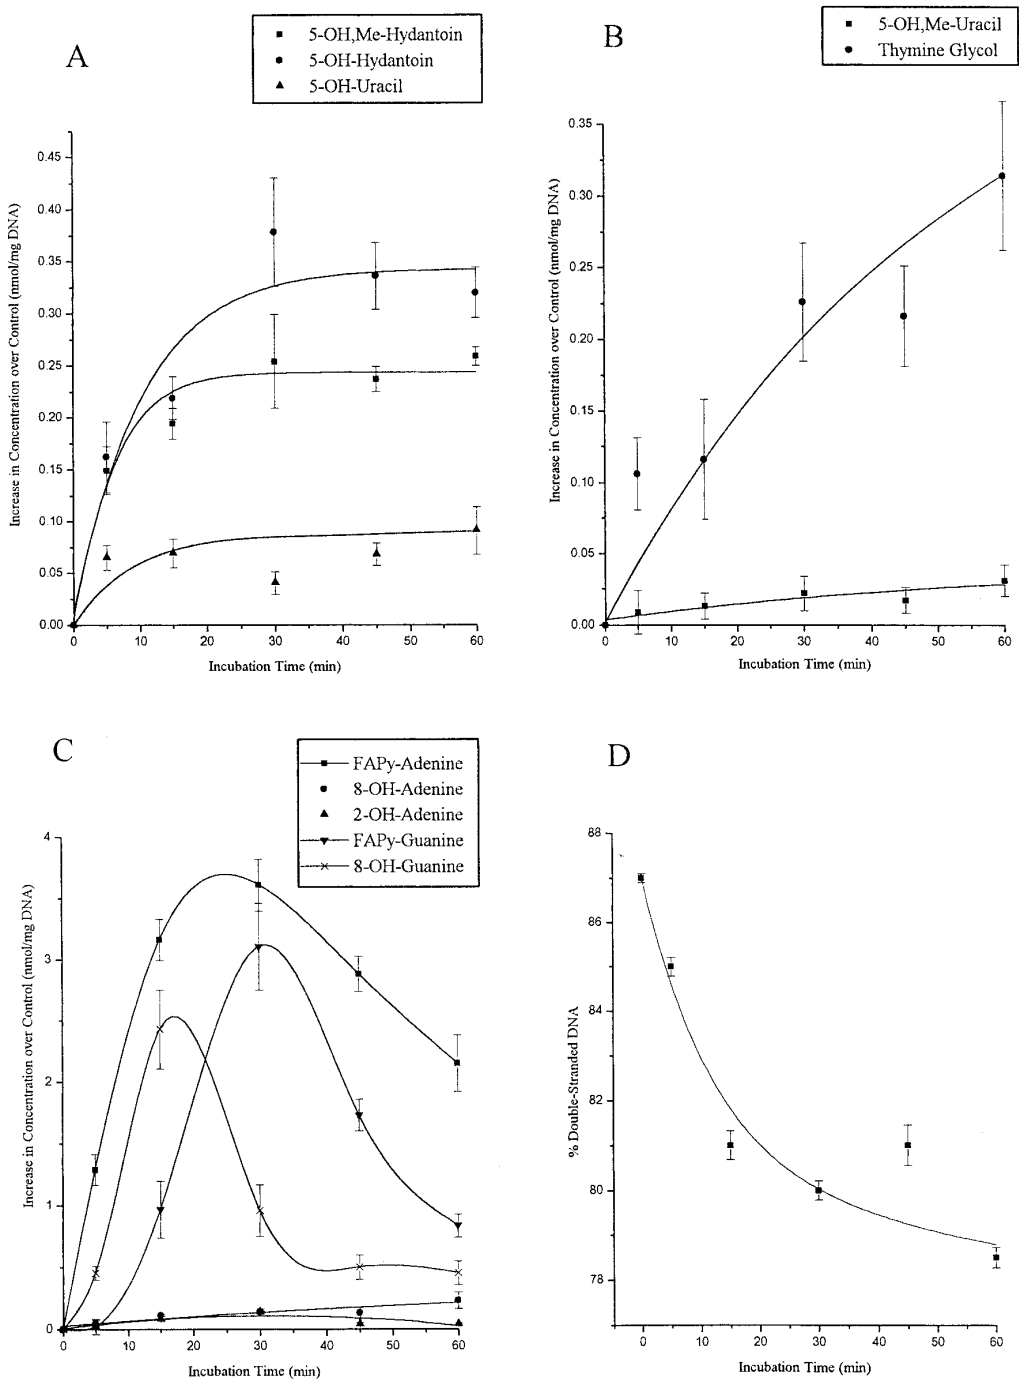 A
5-OH,Me-Hydantoin
5-OH-Hydantoin
5-OH-Uracil
Increase in Concentration over Control (nmol/mg DNA)
0.45
0.40
0.35
0.30
0.25
0.20
0.15
0.10
0.05
0.00
0 10 20 30 40 50 60
Incubation Time (min)
B
5-OH,Me-Uracil
Thymine Glycol
Increase in Concentration over Control (nmol/mg DNA)
0.35
0.30
0.25
0.20
0.15
0.10
0.05
0.00
0 10 20 30 40 50 60
Incubation Time (min)
C
FAPy-Adenine
8-OH-Adenine
2-OH-Adenine
FAPy-Guanine
8-OH-Guanine
Increase in Concentration over Control (nmol/mg DNA)
4
3
2
1
0
0 10 20 30 40 50 60
Incubation Time (min)
D
% Double-Stranded DNA
88
86
84
82
80
78
0 10 20 30 40 50 60
Incubation Time (min)